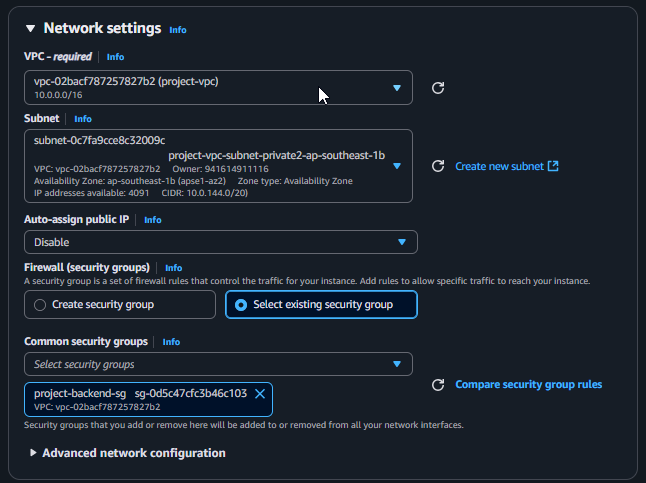 Network settings Info
VPC – required Info
vpc-02bacf787257827b2 (project-vpc)
10.0.0.0/16
Subnet Info
subnet-0c7fa9cce8c32009c
project-vpc-subnet-private2-ap-southeast-1b
VPC: vpc-02bacf787257827b2 Owner: 941614911116
Availability Zone: ap-southeast-1b (apse1-az2) Zone type: Availability Zone
IP addresses available: 4091 CIDR: 10.0.144.0/20)
Create new subnet
Auto-assign public IP Info
Disable
Firewall (security groups) Info
A security group is a set of firewall rules that control the traffic for your instance. Add rules to allow specific traffic to reach your instance.
Create security group Select existing security group
Common security groups Info
Select security groups
project-backend-sg sg-0d5c47cfc3b46c103
VPC: vpc-02bacf787257827b2
Compare security group rules
Security groups that you add or remove here will be added to or removed from all your network interfaces.
Advanced network configuration